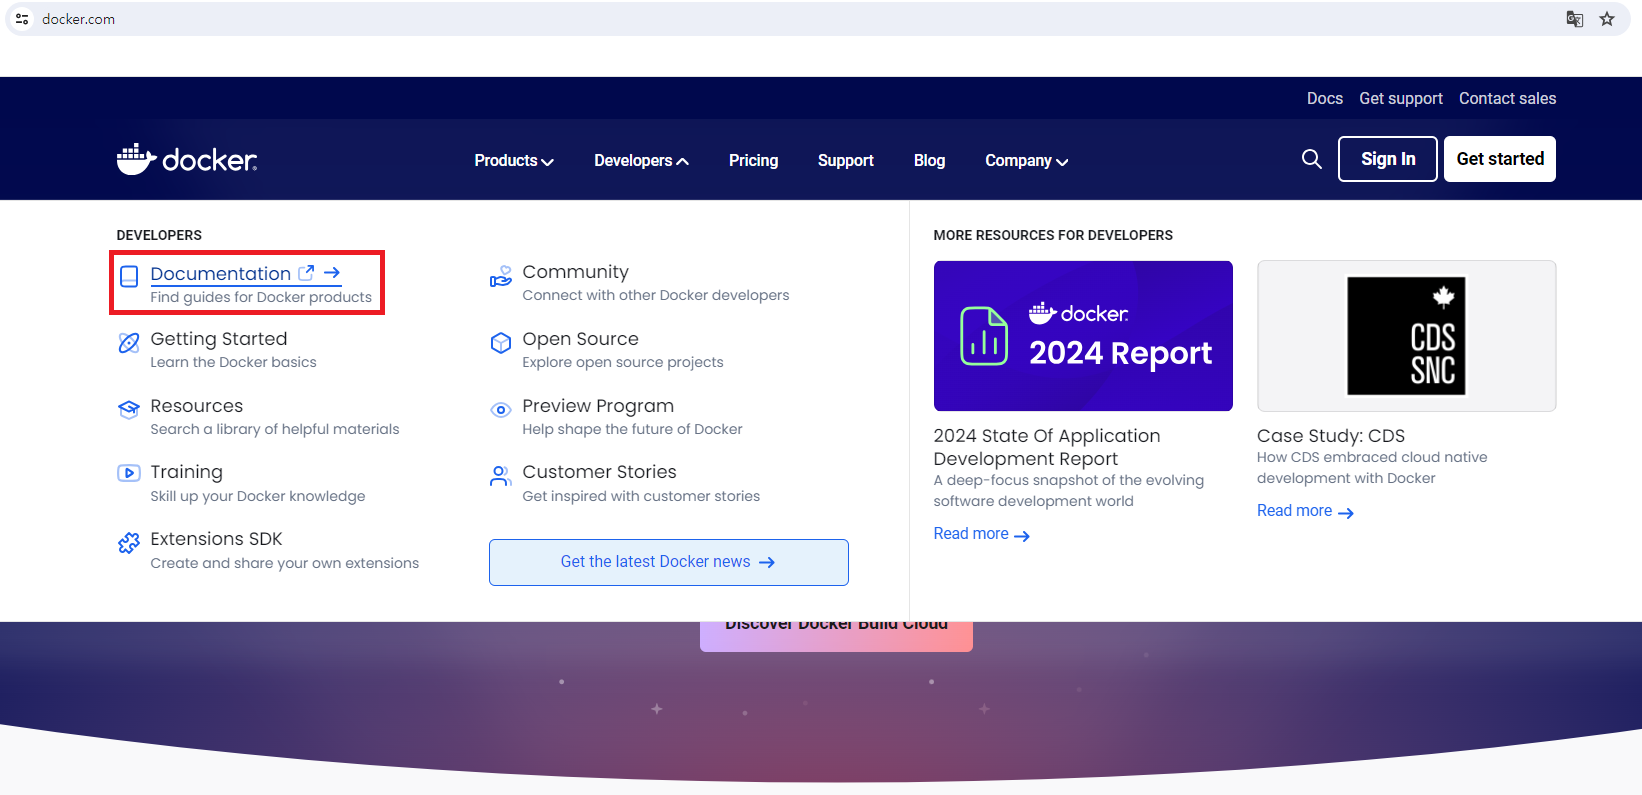 docker.com
Docs Get support Contact sales
docker
Products Developers Pricing Support Blog Company Sign In Get started
DEVELOPERS
Documentation
Find guides for Docker products
Getting Started
Learn the Docker basics
Resources
Search a library of helpful materials
Training
Skill up your Docker knowledge
Extensions SDK
Create and share your own extensions
Community
Connect with other Docker developers
Open Source
Explore open source projects
Preview Program
Help shape the future of Docker
Customer Stories
Get inspired with customer stories
Get the latest Docker news
MORE RESOURCES FOR DEVELOPERS
docker
2024 Report
2024 State Of Application
Development Report
A deep-focus snapshot of the evolving
software development world
Read more
CDS
SNC
Case Study: CDS
How CDS embraced cloud native
development with Docker
Read more
Discover Docker Build Cloud